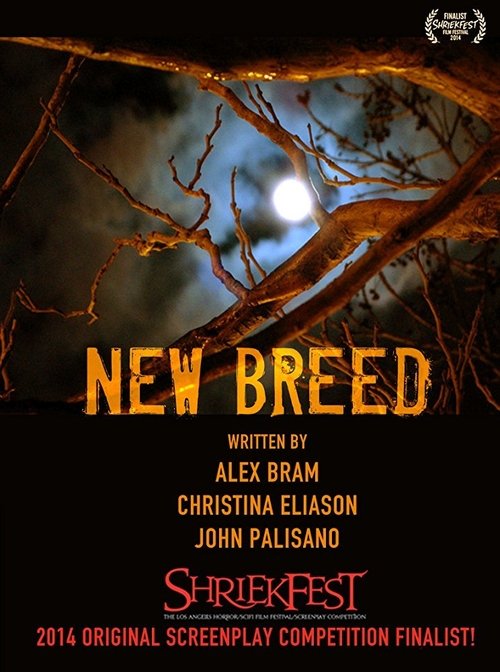 FINALIST
SHRIEKFEST
FILM FESTIVAL
2014
NEW BREED
WRITTEN BY
ALEX BRAM
CHRISTINA ELIASON
JOHN PALISANO
SHRIEKFEST
THE LOS ANGELES HORROR/SCIFI FILM FESTIVAL/SCREENPLAY COMPETITION
2014 ORIGINAL SCREENPLAY COMPETITION FINALIST!